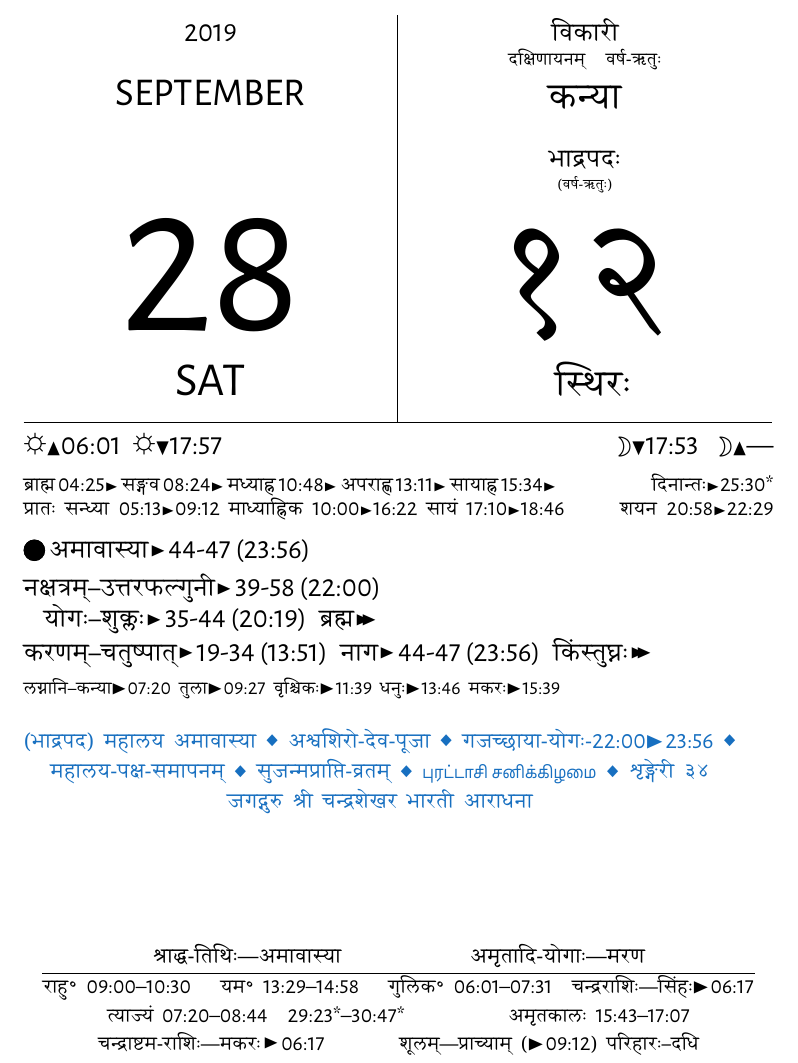 2019
SEPTEMBER
28
SAT
विकारी
दक्षिणायनम् वर्ष-ऋतुः
कन्या
भाद्रपदः
(वर्ष-ऋतुः)
१२
स्थिरः
☼▲06:01 ☼▼17:57 ☽▼17:53 ☽▲—
ब्राह्म 04:25► सङ्गव 08:24► मध्याह्न 10:48► अपराह्ण 13:11► सायाह्न 15:34► दिनान्तः►25:30*
प्रातः सन्ध्या 05:13►09:12 माध्याह्निक 10:00►16:22 सायं 17:10►18:46 शयन 20:58►22:29
● अमावास्या►44-47 (23:56)
नक्षत्रम्–उत्तरफल्गुनी►39-58 (22:00)
योगः–शुक्लः►35-44 (20:19) ब्रह्म►►
करणम्–चतुष्पात्►19-34 (13:51) नाग►44-47 (23:56) किंस्तुघ्नः►►
लग्नानि–कन्या►07:20 तुला►09:27 वृश्चिकः►11:39 धनुः►13:46 मकरः►15:39
(भाद्रपद) महालय अमावास्या ◆ अश्वशिरो-देव-पूजा ◆ गजच्छाया-योगः-22:00►23:56 ◆
महालय-पक्ष-समापनम् ◆ सुजन्मप्राप्ति-व्रतम् ◆ புரட்டாசி சனிக்கிழமை ◆ शृङ्गेरी ३४
जगद्गुरु श्री चन्द्रशेखर भारती आराधना
श्राद्ध-तिथिः—अमावास्या अमृतादि-योगाः—मरण
राहु॰ 09:00–10:30 यम॰ 13:29–14:58 गुलिक॰ 06:01–07:31 चन्द्रराशिः—सिंहः►06:17
त्याज्यं 07:20–08:44 29:23*–30:47* अमृतकालः 15:43–17:07
चन्द्राष्टम-राशिः—मकरः►06:17 शूलम्—प्राच्याम् (►09:12) परिहारः–दधि